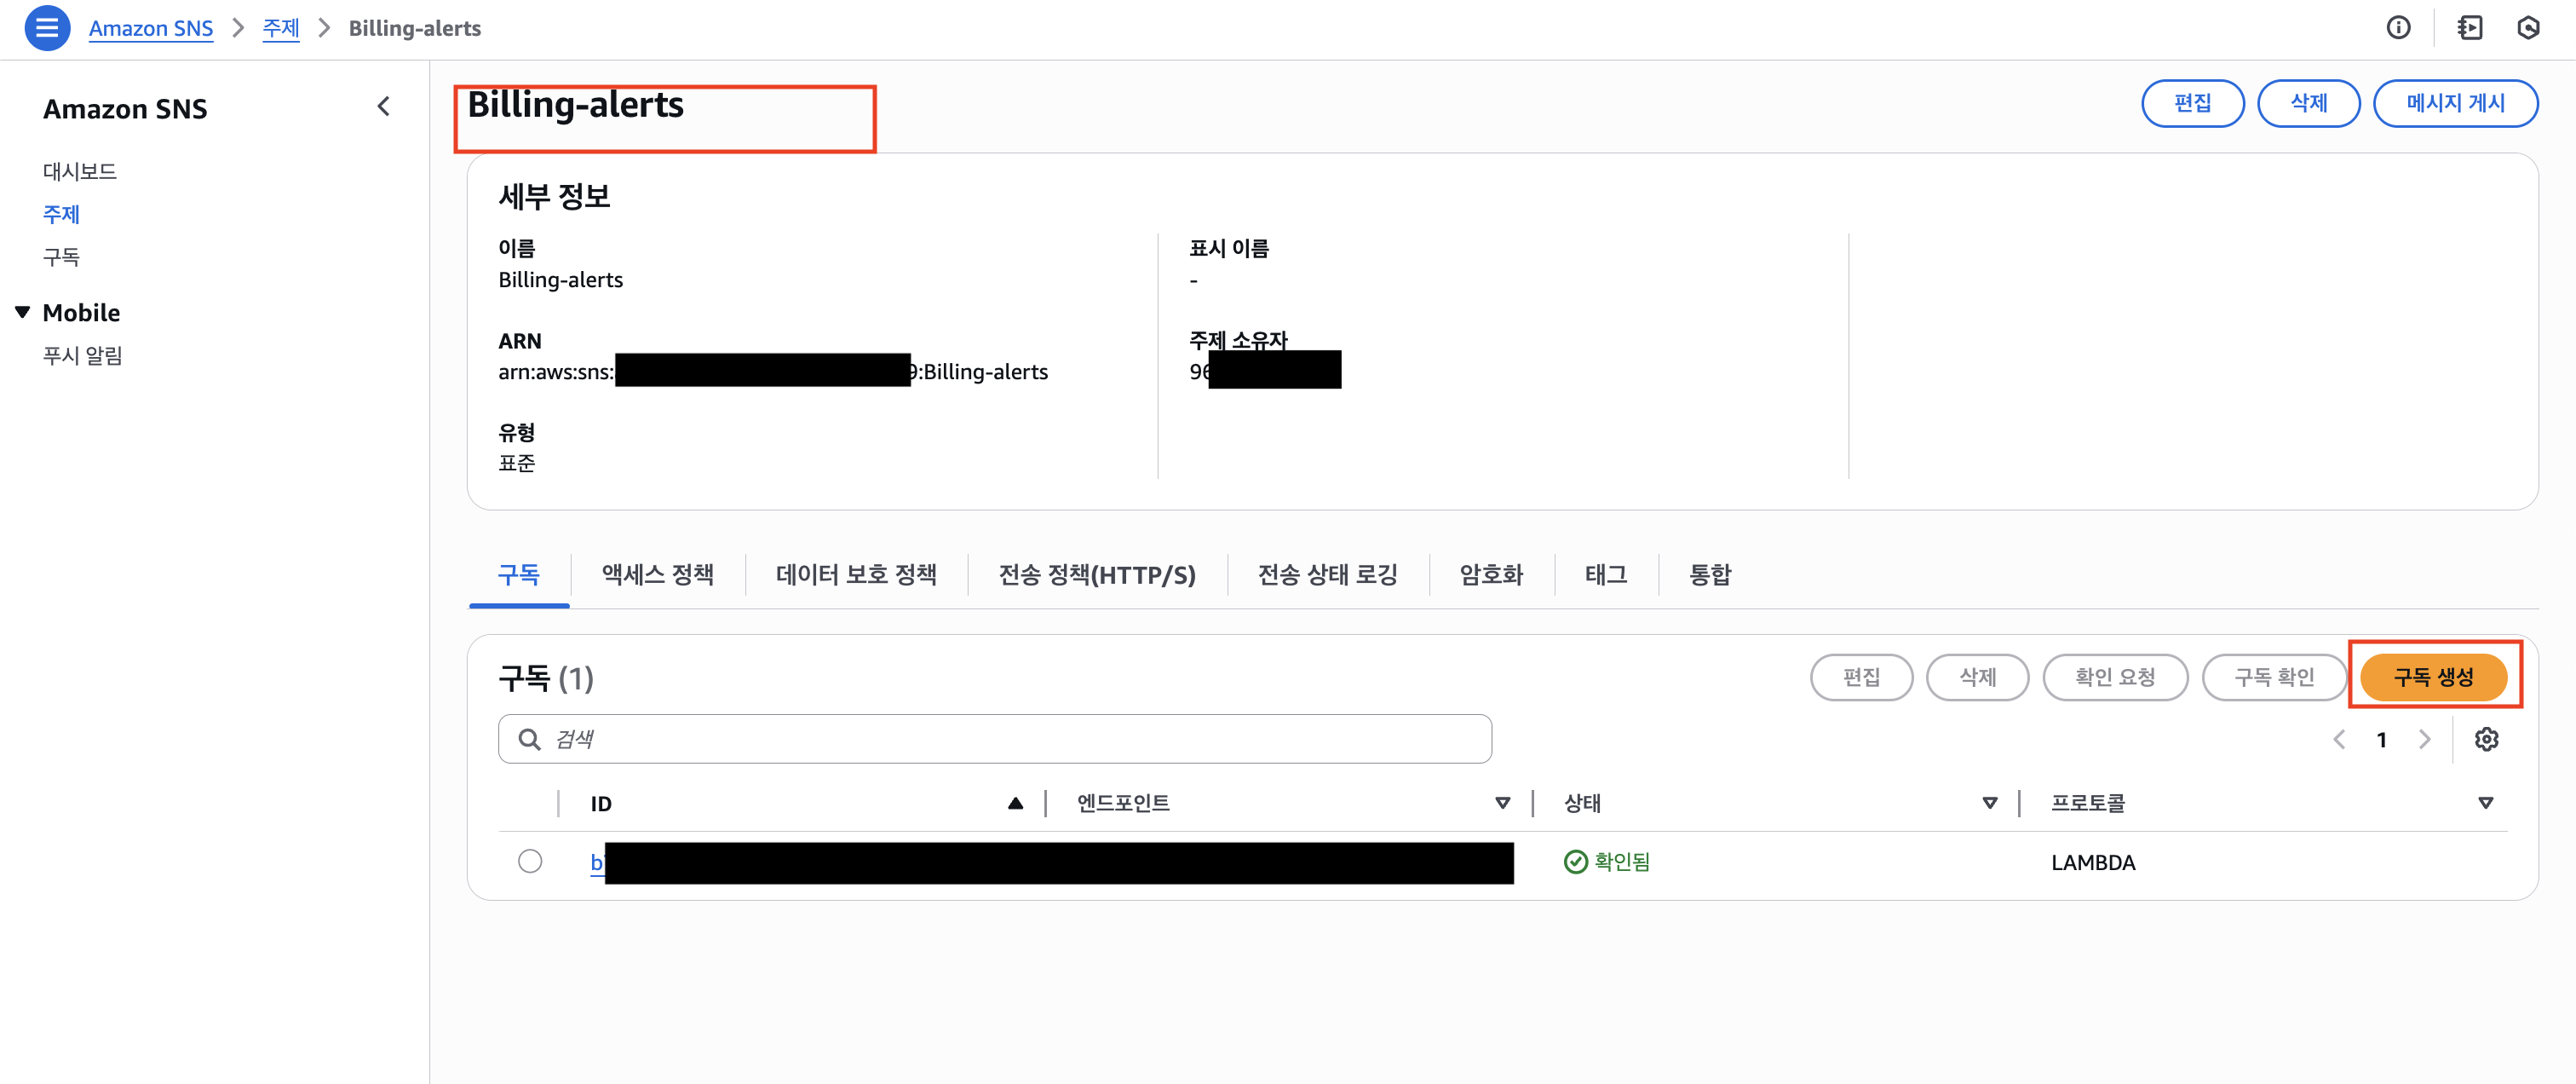 Amazon SNS > 주제 > Billing-alerts
Amazon SNS
대시보드
주제
구독
Mobile
푸시 알림
Billing-alerts
편집
삭제
메시지 게시
세부 정보
이름
Billing-alerts
표시 이름
-
ARN
arn:aws:sns: 9:Billing-alerts
주제 소유자
96
유형
표준
구독
액세스 정책
데이터 보호 정책
전송 정책(HTTP/S)
전송 상태 로깅
암호화
태그
통합
구독 (1)
편집
삭제
확인 요청
구독 확인
구독 생성
검색
1
ID
엔드포인트
상태
프로토콜
b
확인됨
LAMBDA